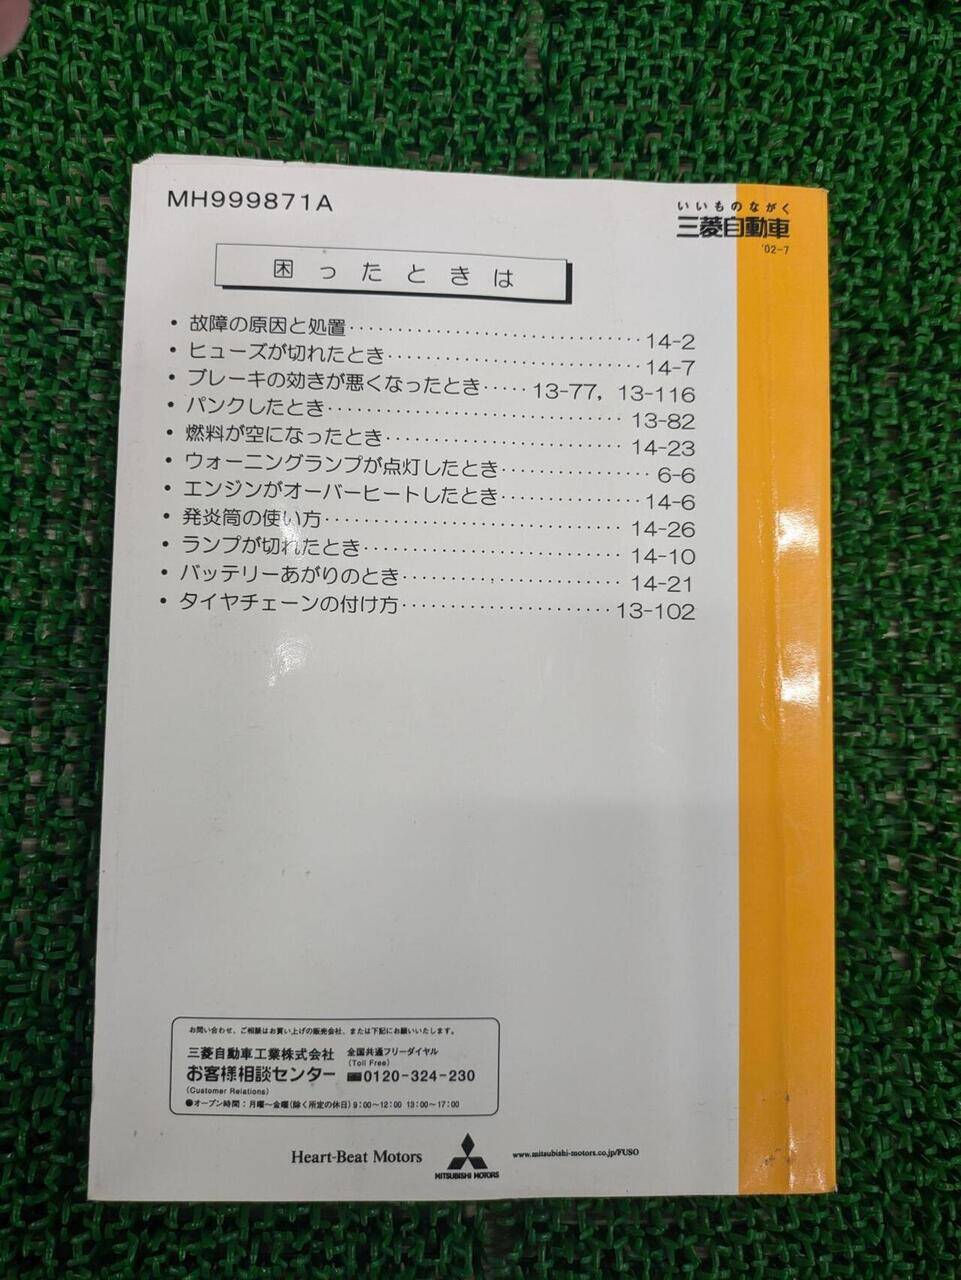 MH999871A
いいものながく
三菱自動車
'02-7
困ったときは
・故障の原因と処置 14-2
・ヒューズが切れたとき 14-7
・ブレーキの効きが悪くなったとき 13-77, 13-116
・パンクしたとき 13-82
・燃料が空になったとき 14-23
・ウォーニングランプが点灯したとき 6-6
・エンジンがオーバーヒートしたとき 14-6
・発炎筒の使い方 14-26
・ランプが切れたとき 14-10
・バッテリーあがりのとき 14-21
・タイヤチェーンの付け方 13-102
お問い合わせ、ご相談はお買い上げの販売会社、または下記にお願いいたします。
三菱自動車工業株式会社 全国共通フリーダイヤル
(Toll Free)
お客様相談センター 0120-324-230
(Customer Relations)
●オープン時間：月曜〜金曜(除く所定の休日) 9:00〜12:00 13:00〜17:00
Heart-Beat Motors
MITSUBISHI MOTORS
www.mitsubishi-motors.co.jp/FUSO